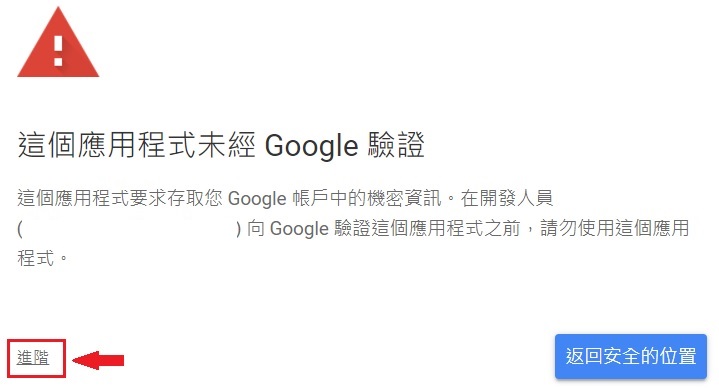 這個應用程式未經 Google 驗證
這個應用程式要求存取您 Google 帳戶中的機密資訊。在開發人員
( ) 向 Google 驗證這個應用程式之前，請勿使用這個應用
程式。
進階
返回安全的位置